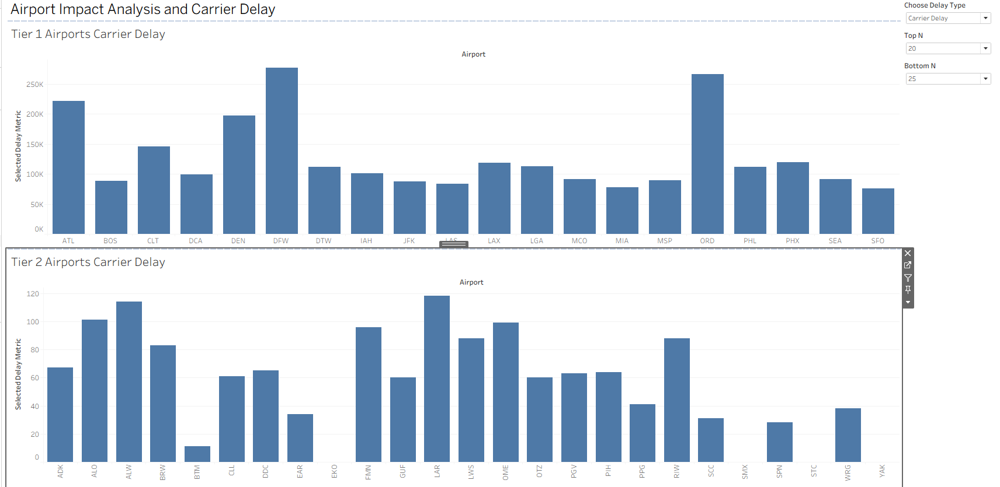 Airport Impact Analysis and Carrier Delay
Choose Delay Type
Carrier Delay
Top N
20
Bottom N
25
Tier 1 Airports Carrier Delay
Airport
Selected Delay Metric
250K
200K
150K
100K
50K
0K
ATL BOS CLT DCA DEN DFW DTW IAH JFK LAS LAX LGA MCO MIA MSP ORD PHL PHX SEA SFO
Tier 2 Airports Carrier Delay
Airport
Selected Delay Metric
120
100
80
60
40
20
0
ADK ALO ALW BRW BTM CLL DDC EAR EKO FMN GUF LAR LWS OME OTZ PGV PIH PPG RIW SCC SMX SPN STC WRG YAK